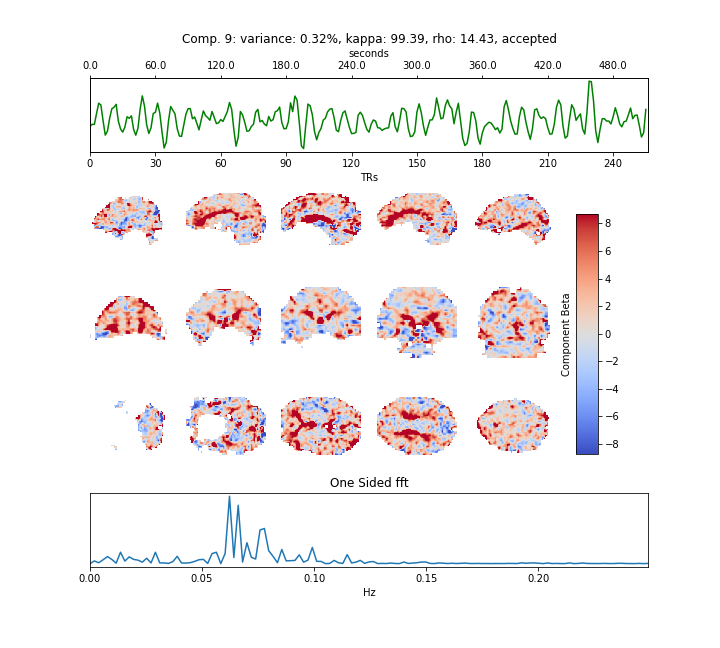 Comp. 9: variance: 0.32%, kappa: 99.39, rho: 14.43, accepted
seconds
0.0 60.0 120.0 180.0 240.0 300.0 360.0 420.0 480.0
0 30 60 90 120 150 180 210 240
TRs
8
6
4
2
0
−2
−4
−6
−8
Component Beta
One Sided fft
0.00 0.05 0.10 0.15 0.20
Hz